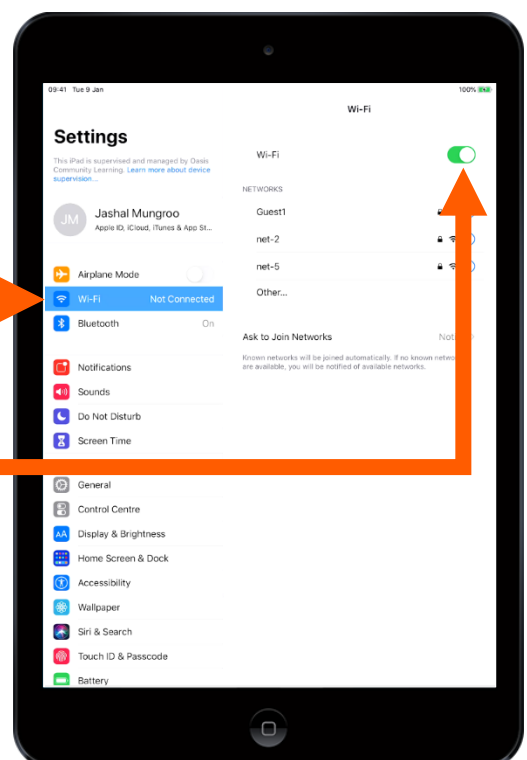 09:41 Tue 9 Jan
100%
Settings
This iPad is supervised and managed by Oasis
Community Learning. Learn more about device
supervision...
JM
Jashal Mungroo
Apple ID, iCloud, iTunes & App St...
Airplane Mode
Wi-Fi Not Connected
Bluetooth On
Notifications
Sounds
Do Not Disturb
Screen Time
General
Control Centre
AA Display & Brightness
Home Screen & Dock
Accessibility
Wallpaper
Siri & Search
Touch ID & Passcode
Battery
Wi-Fi
Wi-Fi
NETWORKS
Guest1
net-2
net-5
Other...
Ask to Join Networks
Known networks will be joined automatically. If no known
are available, you will be notified of available networks.